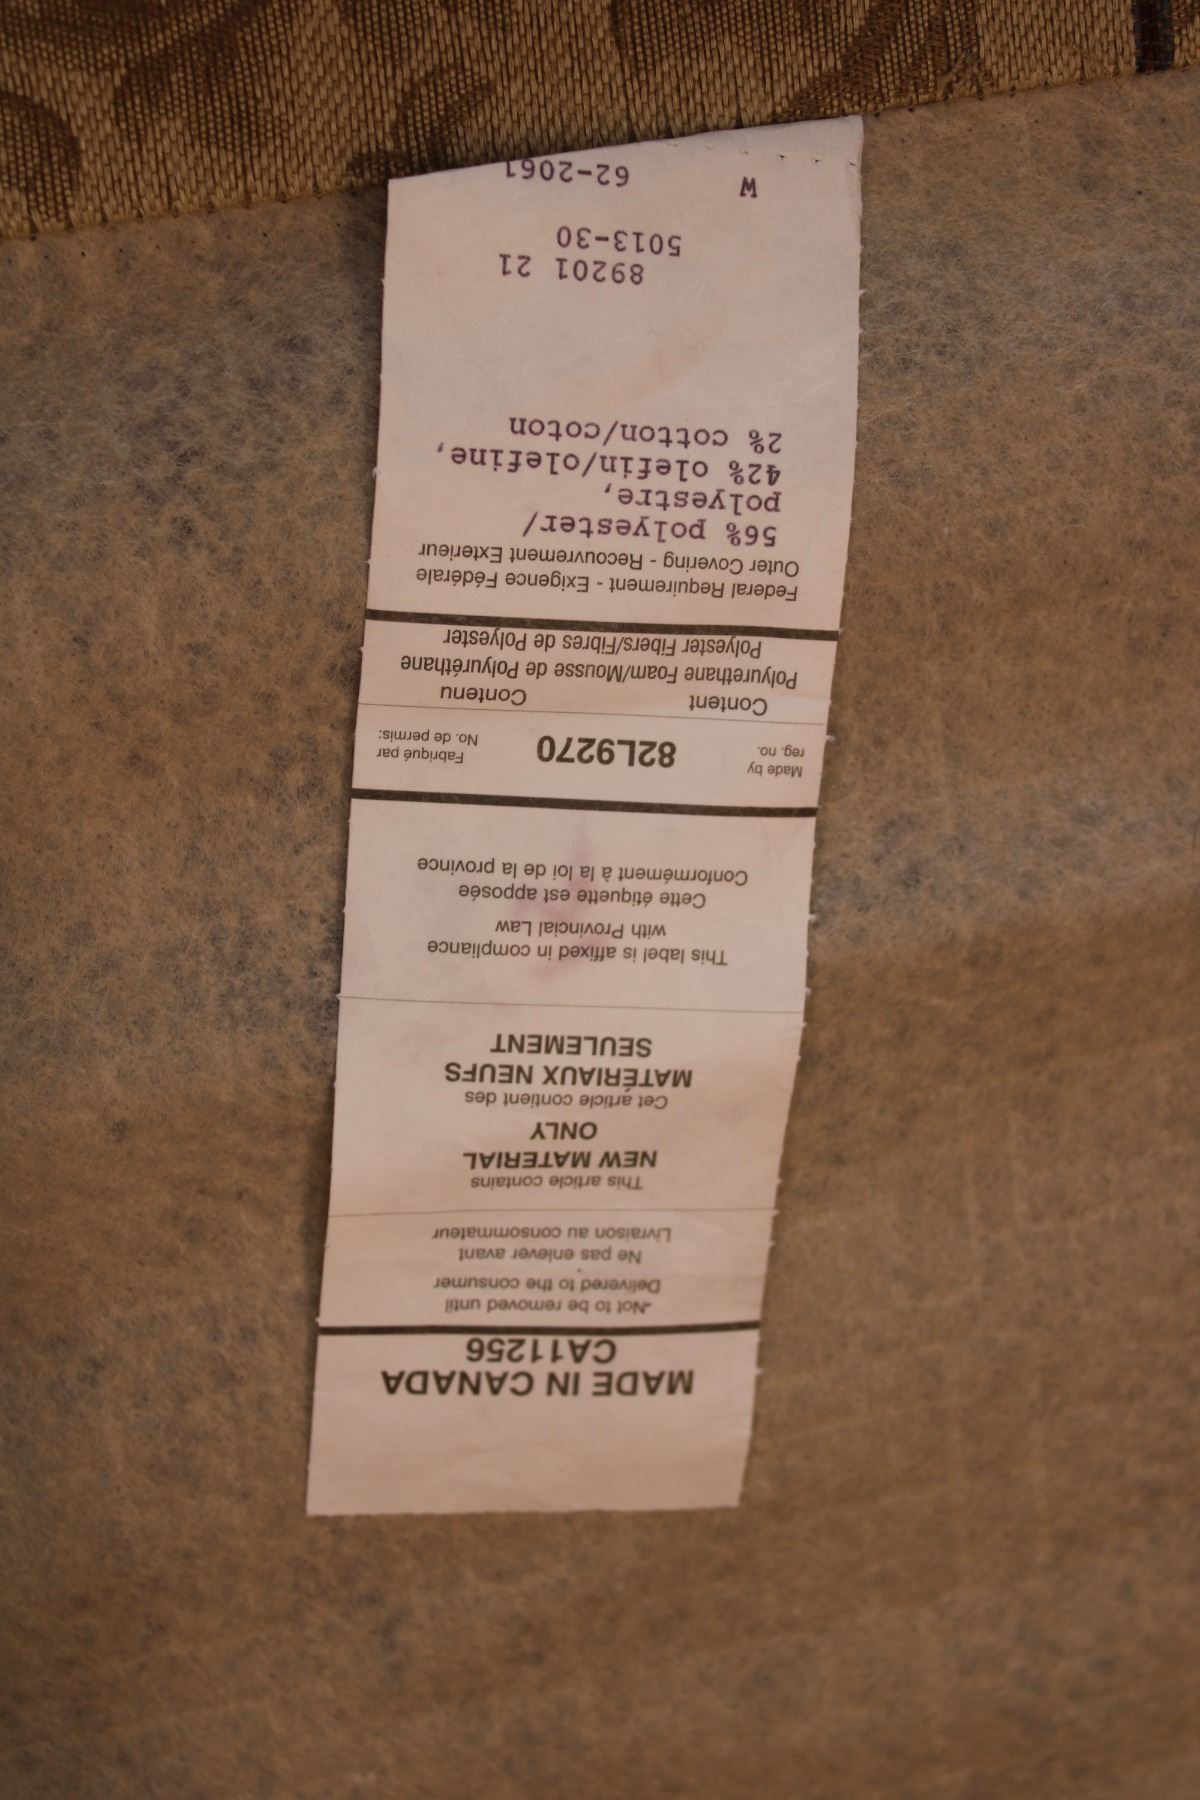 MADE IN CANADA
CA11256
Not to be removed until
Delivered to the consumer
Ne pas enlever avant
Livraison au consommateur
This article contains
NEW MATERIAL
ONLY
Cet article contient des
MATÉRIAUX NEUFS
SEULEMENT
This label is affixed in compliance
with Provincial Law
Cette étiquette est apposée
Conformément à la loi de la province
Made by Fabriqué par
reg. no. 82L9270 No. de permis:
Content Contenu
Polyurethane Foam/Mousse de Polyuréthane
Polyester Fibers/Fibres de Polyester
Federal Requirement - Exigence Fédérale
Outer Covering - Recouvrement Exterieur
56% polyester/
polyestre,
42% olefin/olefine,
2% cotton/coton
89201 21
5013-30
W 62-2061